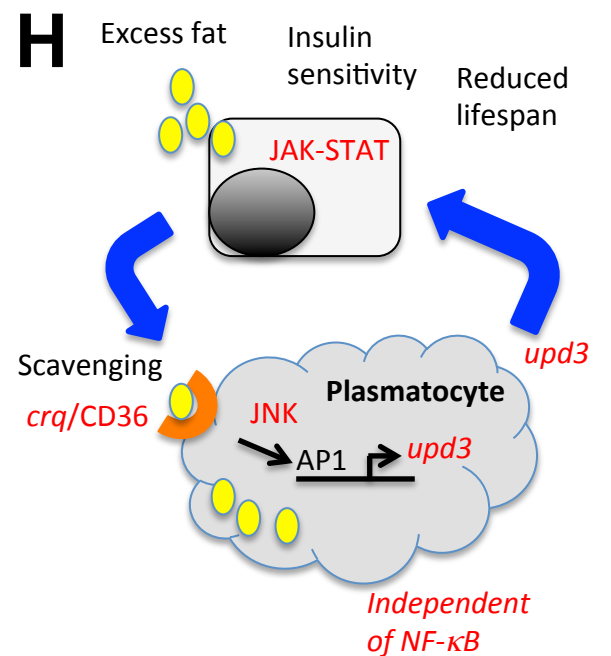 H
Excess fat
Insulin
sensitivity
Reduced
lifespan
JAK-STAT
Scavenging
crq/CD36
upd3
Plasmatocyte
JNK
AP1
upd3
Independent
of NF-κB